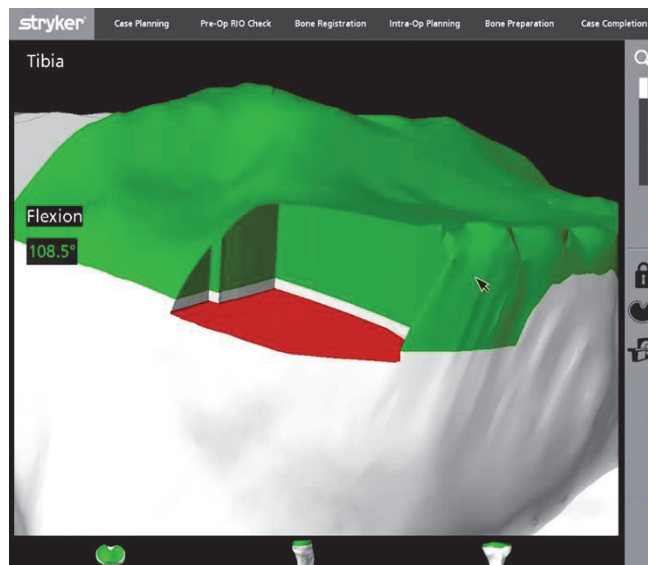 stryker
Case Planning
Pre-Op RIO Check
Bone Registration
Intra-Op Planning
Bone Preparation
Case Completion
Tibia
Flexion
108.5°